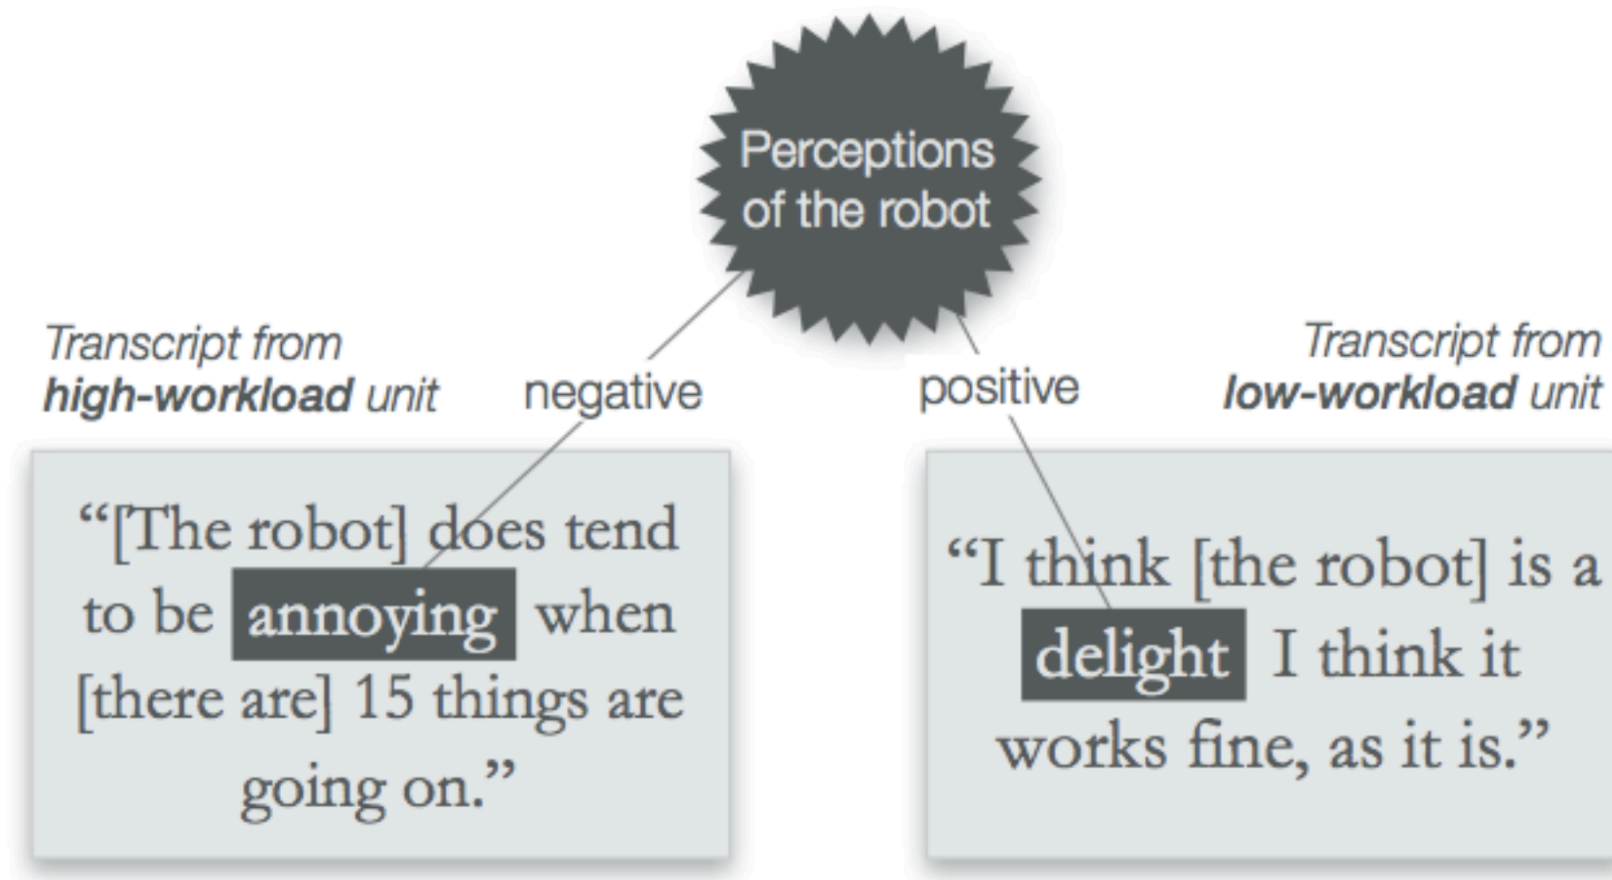 Perceptions
of the robot
Transcript from
high-workload unit
negative
positive
Transcript from
low-workload unit
“[The robot] does tend
to be annoying when
[there are] 15 things are
going on.”
“I think [the robot] is a
delight I think it
works fine, as it is.”